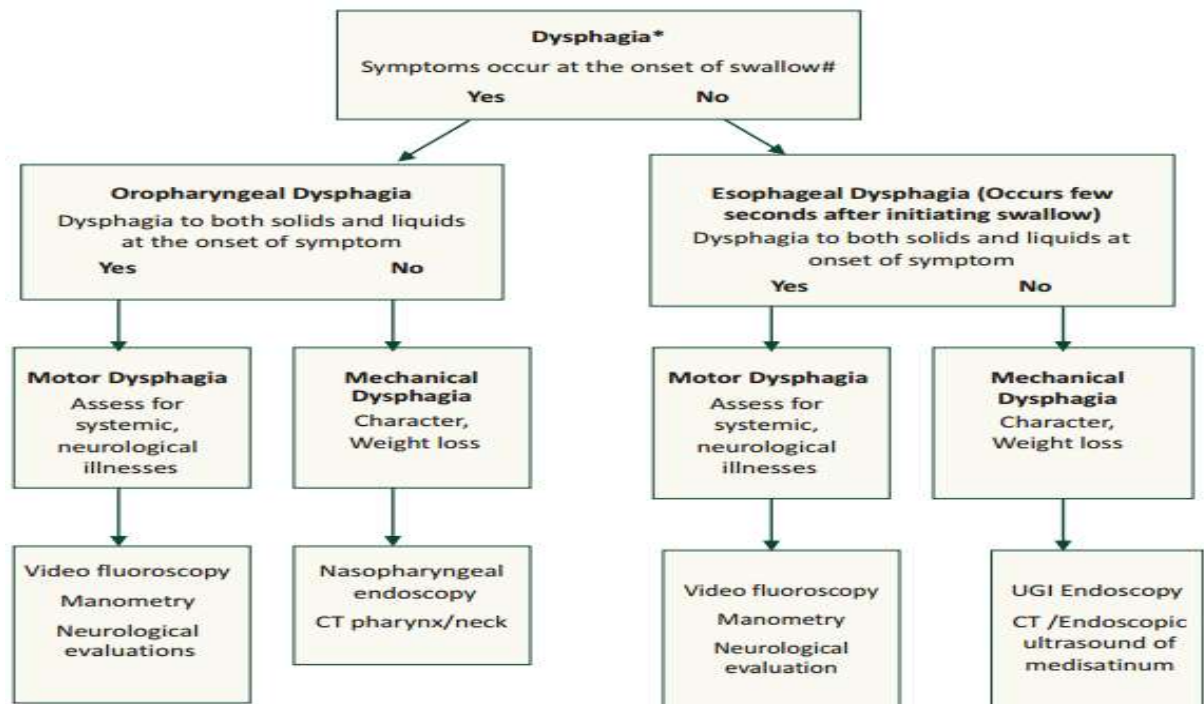 Dysphagia*
Symptoms occur at the onset of swallow#
Yes No
Oropharyngeal Dysphagia
Dysphagia to both solids and liquids
at the onset of symptom
Yes No
Esophageal Dysphagia (Occurs few
seconds after initiating swallow)
Dysphagia to both solids and liquids at
onset of symptom
Yes No
Motor Dysphagia
Assess for
systemic,
neurological
illnesses
Mechanical
Dysphagia
Character,
Weight loss
Motor Dysphagia
Assess for
systemic,
neurological
illnesses
Mechanical
Dysphagia
Character,
Weight loss
Video fluoroscopy
Manometry
Neurological
evaluations
Nasopharyngeal
endoscopy
CT pharynx/neck
Video fluoroscopy
Manometry
Neurological
evaluation
UGI Endoscopy
CT /Endoscopic
ultrasound of
medisatinum